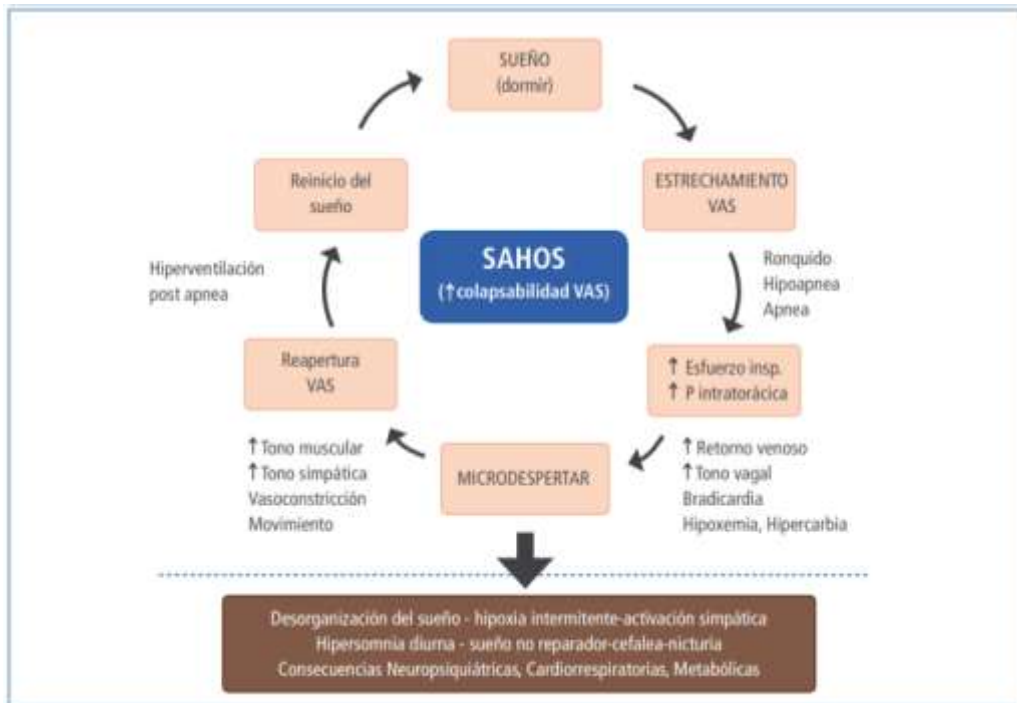 SUEÑO
(dormir)
ESTRECHAMIENTO
VAS
Ronquido
Hipoapnea
Apnea
↑ Esfuerzo insp.
↑ P intratorácica
↑ Retorno venoso
↑ Tono vagal
Bradicardia
Hipoxemia, Hipercarbia
MICRODESPERTAR
↑ Tono muscular
↑ Tono simpática
Vasoconstricción
Movimiento
Reapertura
VAS
Hiperventilación
post apnea
Reinicio del
sueño
SAHOS
(↑colapsabilidad VAS)
Desorganización del sueño - hipoxia intermitente-activación simpática
Hipersomnia diurna - sueño no reparador-cefalea-nicturia
Consecuencias Neuropsiquiátricas, Cardiorrespiratorias, Metabólicas